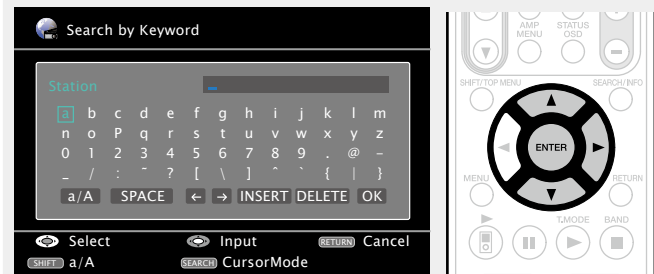 Search by Keyword
Station
a b c d e f g h i j k l m
n o P q r s t u v w x y z
0 1 2 3 4 5 6 7 8 9 . @ –
_ / : ~ ? [ \ ] ^ ` { | }
a/A SPACE ← → INSERT DELETE OK
Select Input RETURN Cancel
SHIFT a/A SEARCH CursorMode
AMP MENU
STATUS OSD
SHIFT/TOP MENU
SEARCH/INFO
ENTER
MENU
RETURN
T.MODE
BAND